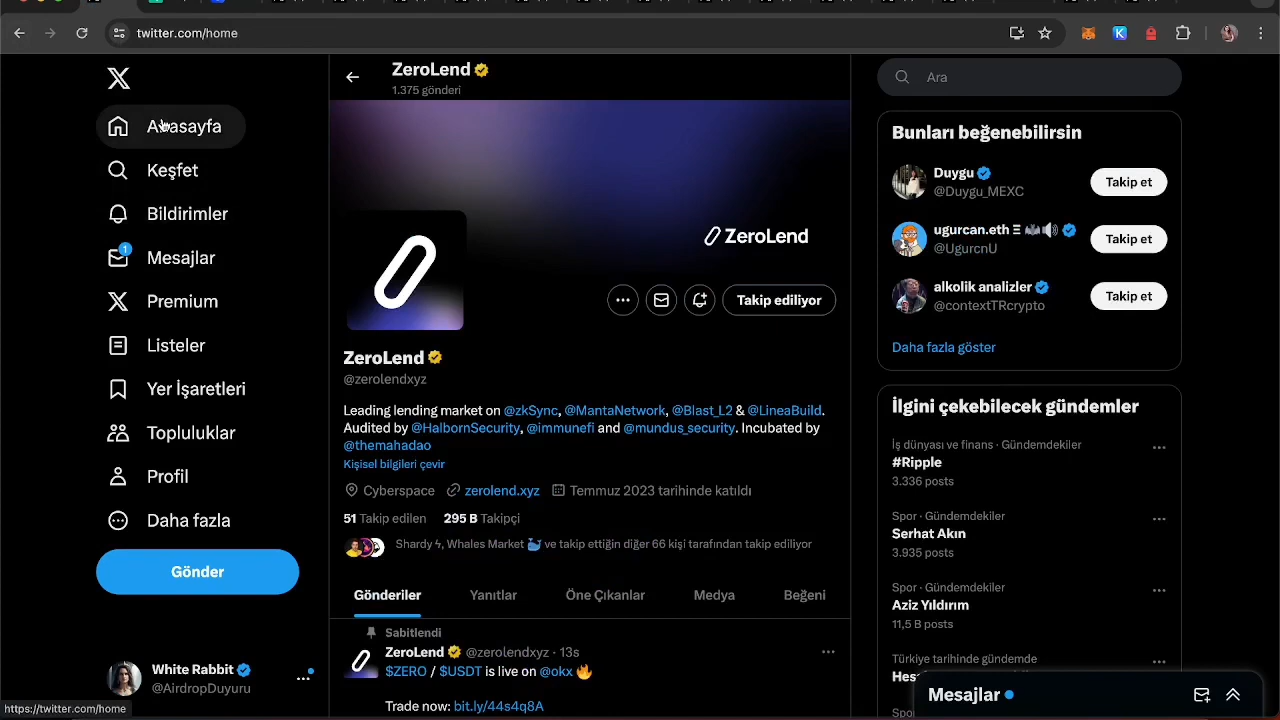 twitter.com/home
Anasayfa
Keşfet
Bildirimler
1
Mesajlar
Premium
Listeler
Yer İşaretleri
Topluluklar
Profil
Daha fazla
Gönder
White Rabbit
@AirdropDuyuru
https://twitter.com/home
ZeroLend
1.375 gönderi
ZeroLend
Takip ediliyor
ZeroLend
@zerolendxyz
Leading lending market on @zkSync, @MantaNetwork, @Blast_L2 & @LineaBuild.
Audited by @HalbornSecurity, @immunefi and @mundus_security. Incubated by
@themahadao
Kişisel bilgileri çevir
Cyberspace zerolend.xyz Temmuz 2023 tarihinde katıldı
51 Takip edilen 295 B Takipçi
Shardy ϟ, Whales Market 🐳 ve takip ettiğin diğer 66 kişi tarafından takip ediliyor
Gönderiler Yanıtlar Öne Çıkanlar Medya Beğeni
Sabitlendi
ZeroLend @zerolendxyz · 13s
$ZERO / $USDT is live on @okx 🔥
Trade now: bit.ly/44s4q8A
Ara
Bunları beğenebilirsin
Duygu
@Duygu_MEXC
Takip et
ugurcan.eth Ξ 🦇🔊
@UgurcnU
Takip et
alkolik analizler
@contextTRcrypto
Takip et
Daha fazla göster
İlgini çekebilecek gündemler
İş dünyası ve finans · Gündemdekiler
#Ripple
3.336 posts
Spor · Gündemdekiler
Serhat Akın
3.935 posts
Spor · Gündemdekiler
Aziz Yıldırım
11,5 B posts
Türkiye tarihinde gündemde
Spor
Mesajlar